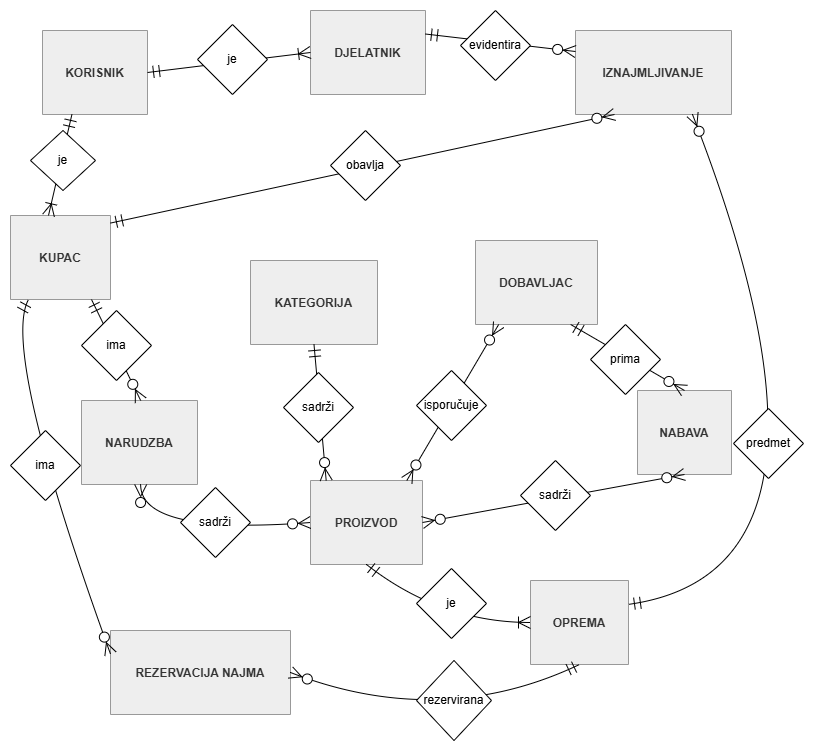 KORISNIK
je
DJELATNIK
evidentira
IZNAJMLJIVANJE
je
obavlja
KUPAC
KATEGORIJA
DOBAVLJAC
ima
prima
sadrži
isporučuje
NARUDZBA
NABAVA
predmet
ima
sadrži
PROIZVOD
sadrži
je
OPREMA
REZERVACIJA NAJMA
rezervirana